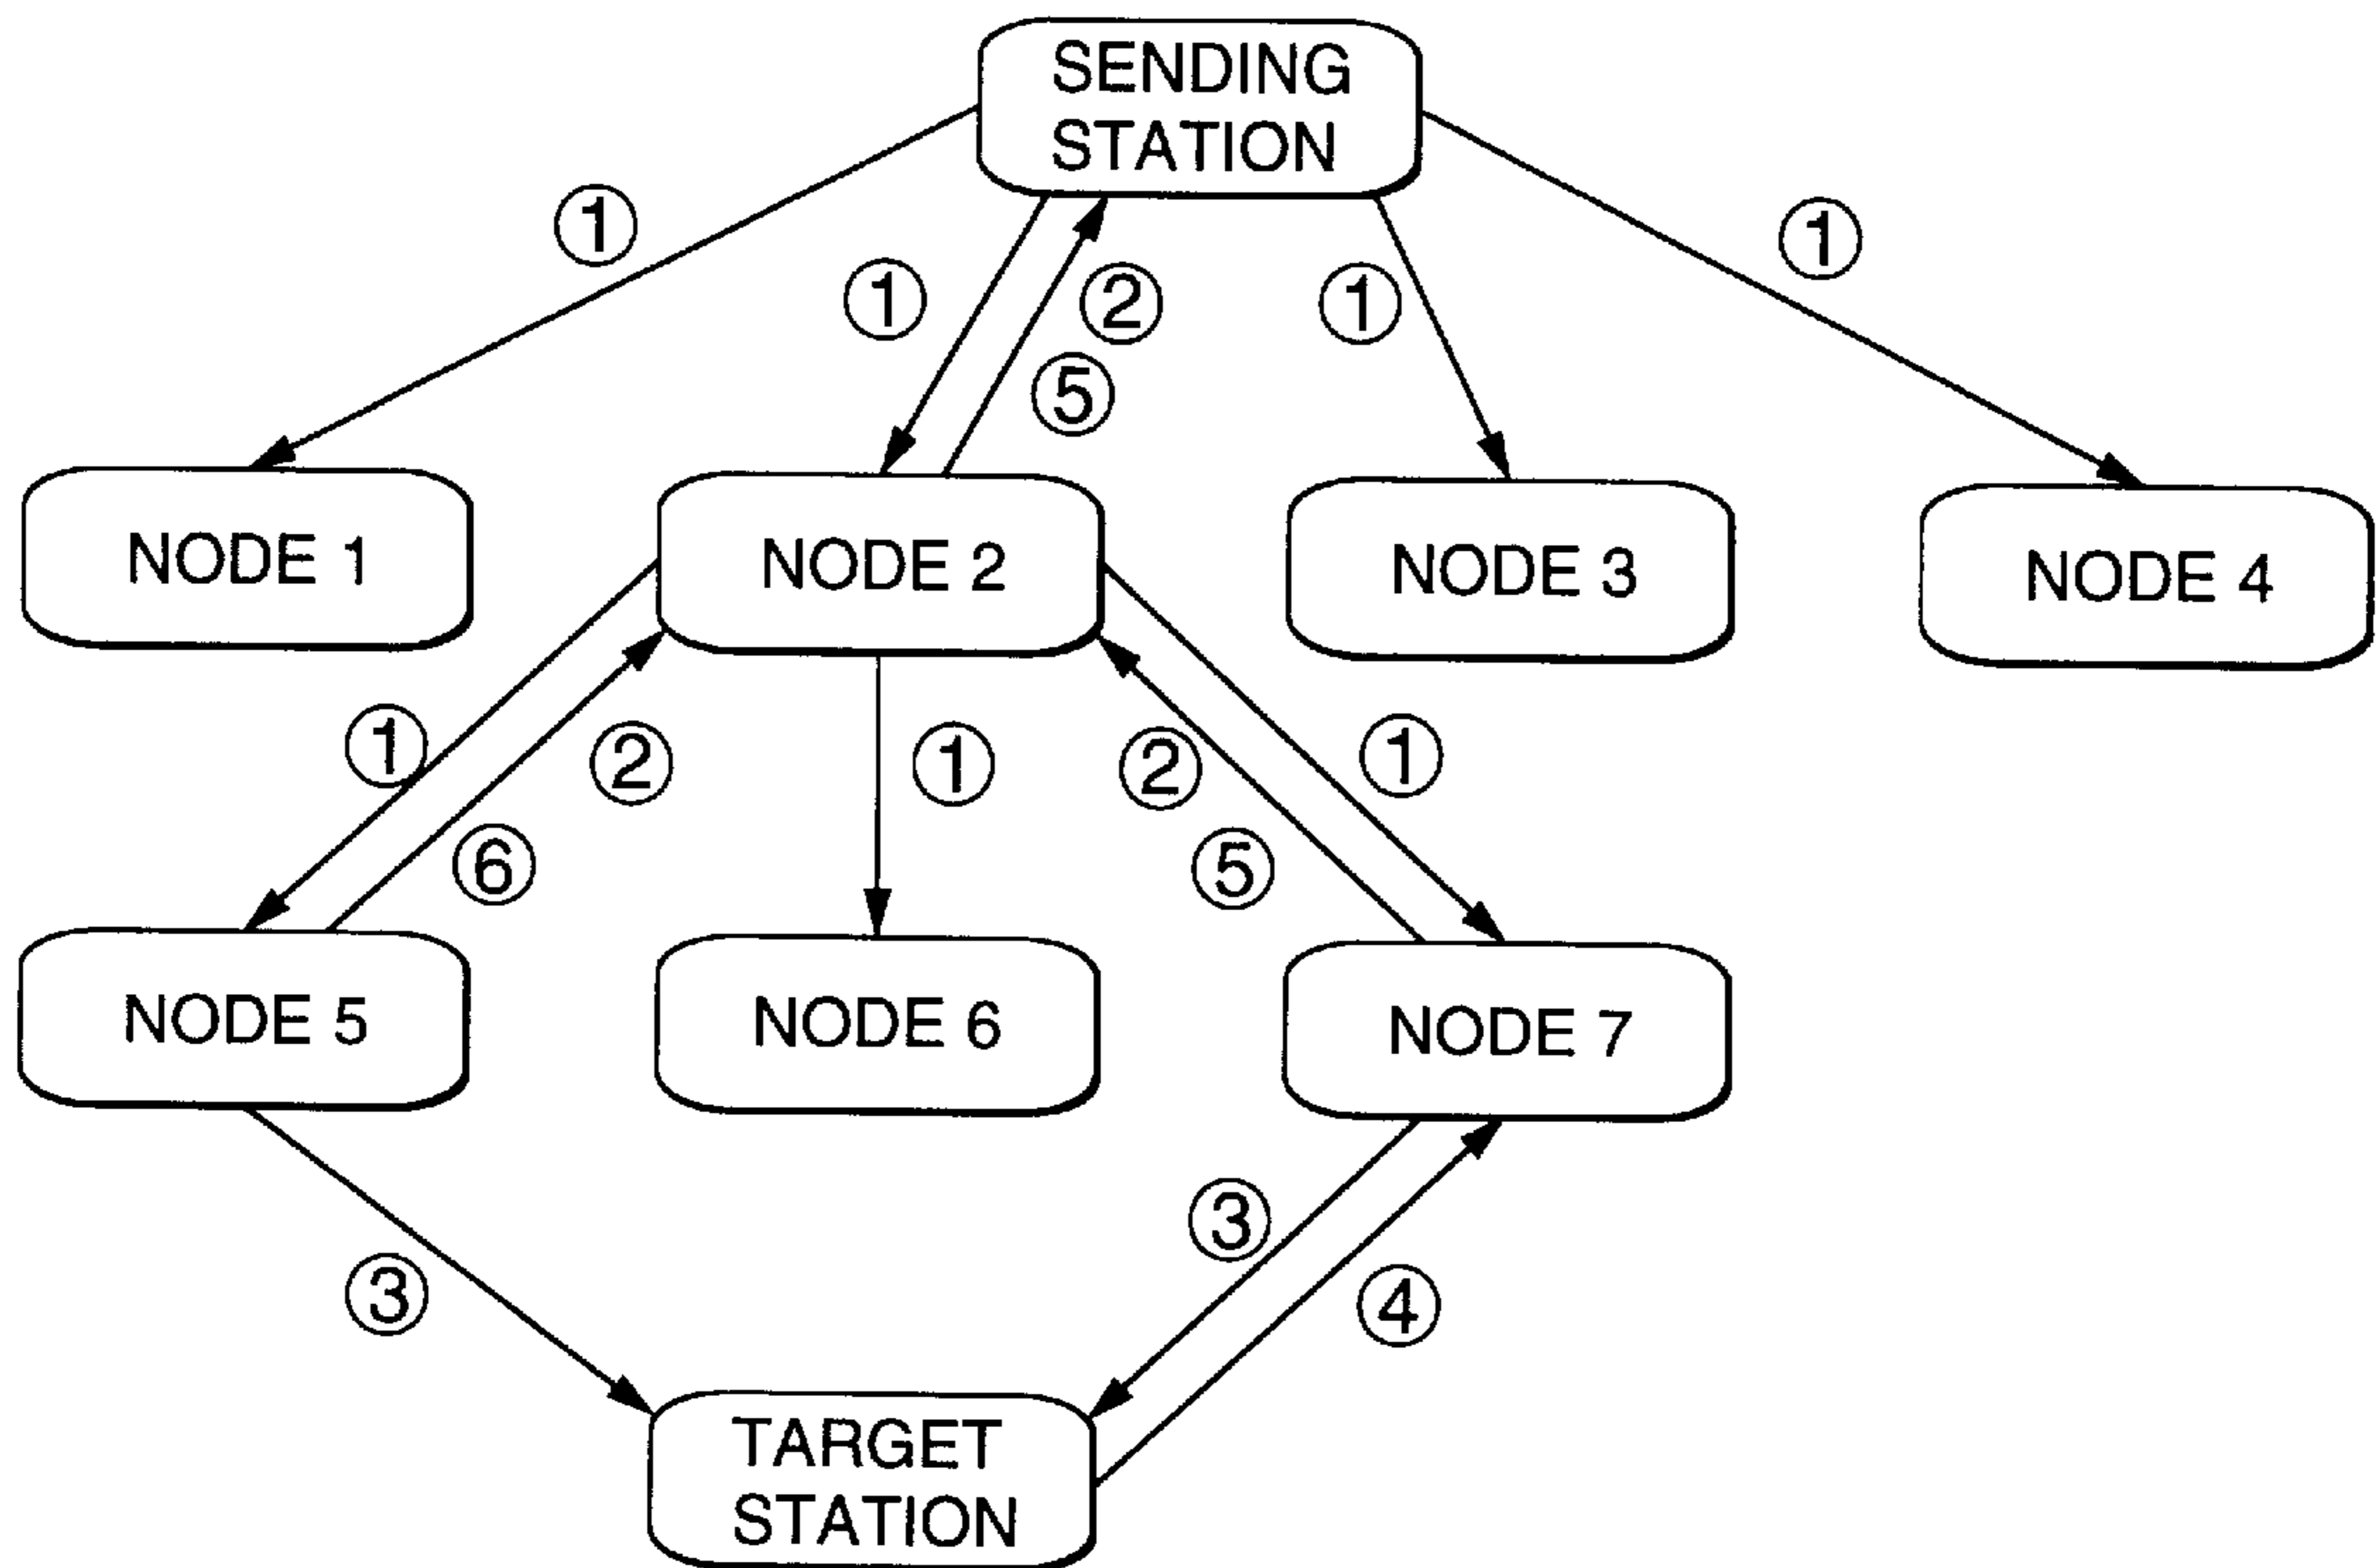 SENDING
STATION
①
①
②
①
①
⑤
NODE 1
NODE 2
NODE 3
NODE 4
①
②
①
②
①
⑥
⑤
NODE 5
NODE 6
NODE 7
③
③
④
TARGET
STATION